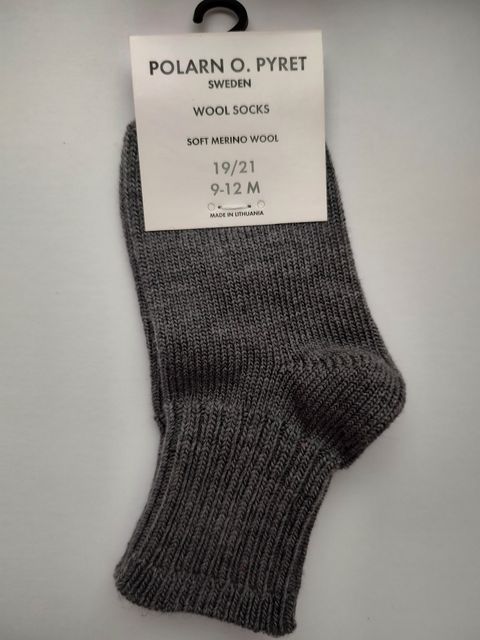 POLARN O. PYRET
SWEDEN
WOOL SOCKS
SOFT MERINO WOOL
19/21
9-12 M
MADE IN LITHUANIA